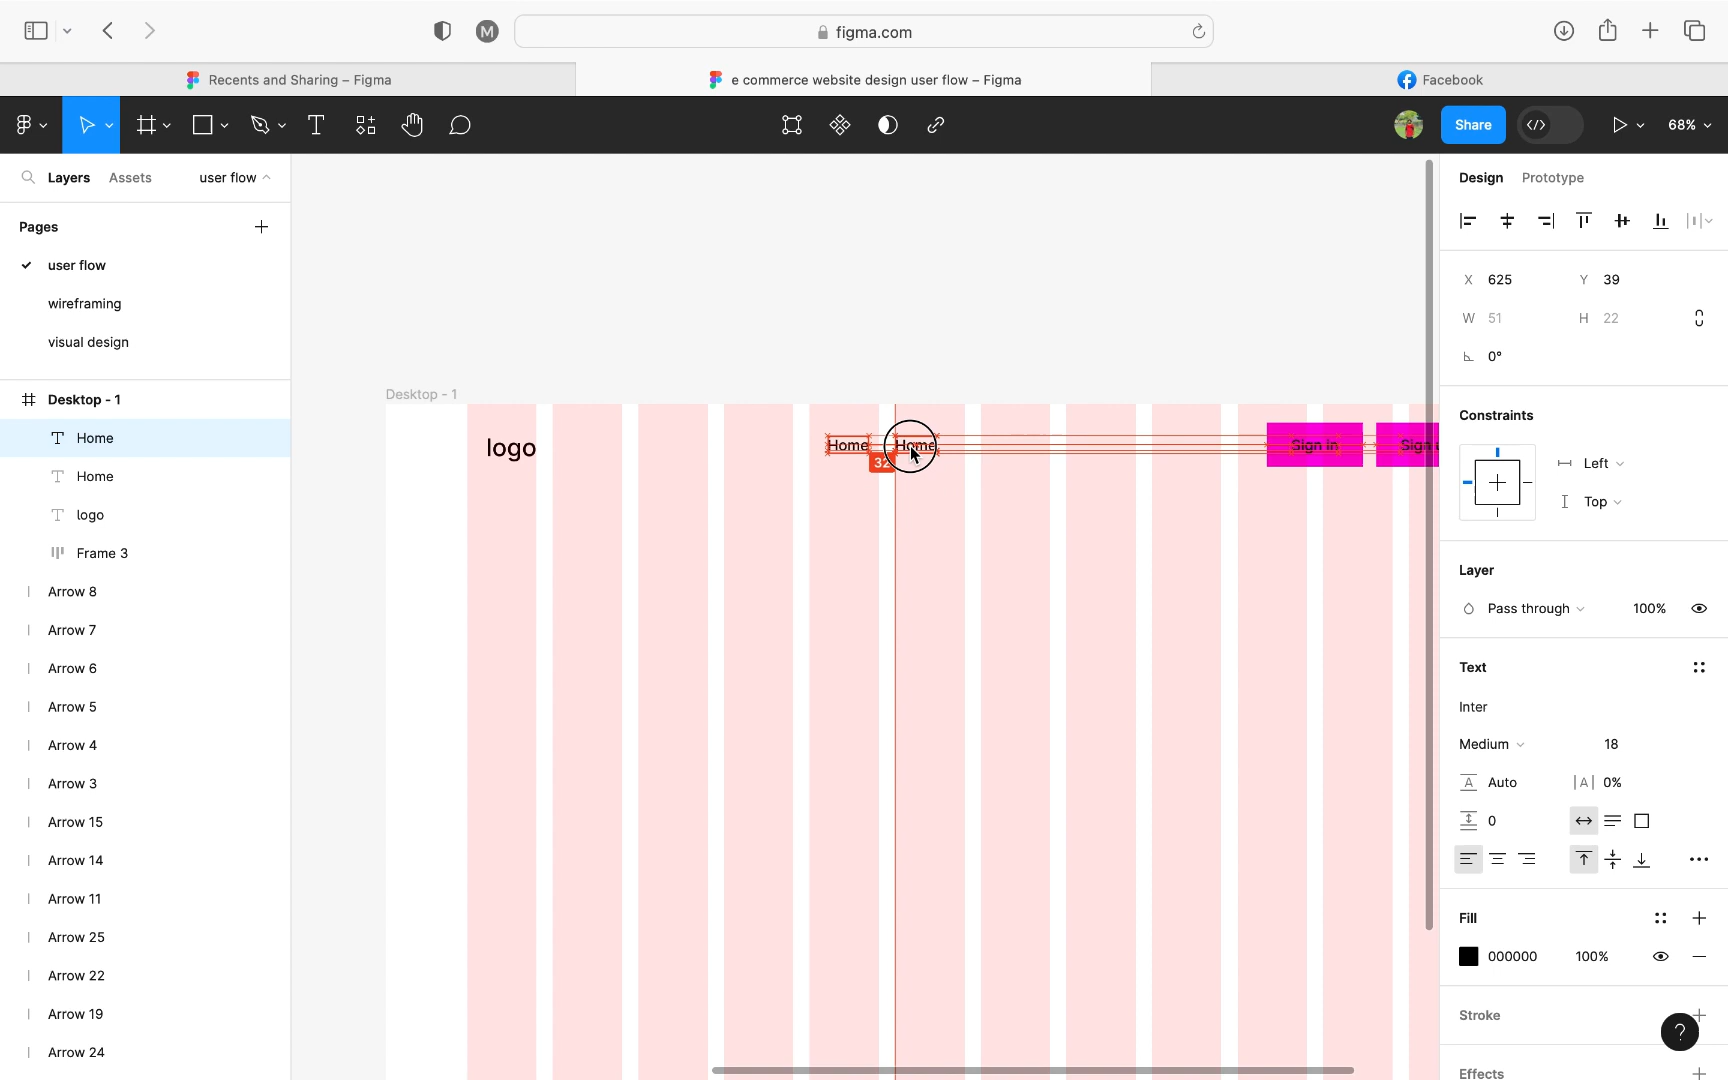 M
figma.com
Recents and Sharing – Figma
e commerce website design user flow – Figma
Facebook
Share
68%
Layers
Assets
user flow
Pages
user flow
wireframing
visual design
Desktop - 1
Home
Home
logo
Frame 3
Arrow 8
Arrow 7
Arrow 6
Arrow 5
Arrow 4
Arrow 3
Arrow 15
Arrow 14
Arrow 11
Arrow 25
Arrow 22
Arrow 19
Arrow 24
Desktop - 1
logo
Home
Home
32
Sign in
Sign
Design
Prototype
X 625
Y 39
W 51
H 22
0°
Constraints
Left
Top
Layer
Pass through
100%
Text
Inter
Medium
18
A Auto
|A| 0%
0
Fill
000000
100%
Stroke
?
Effects